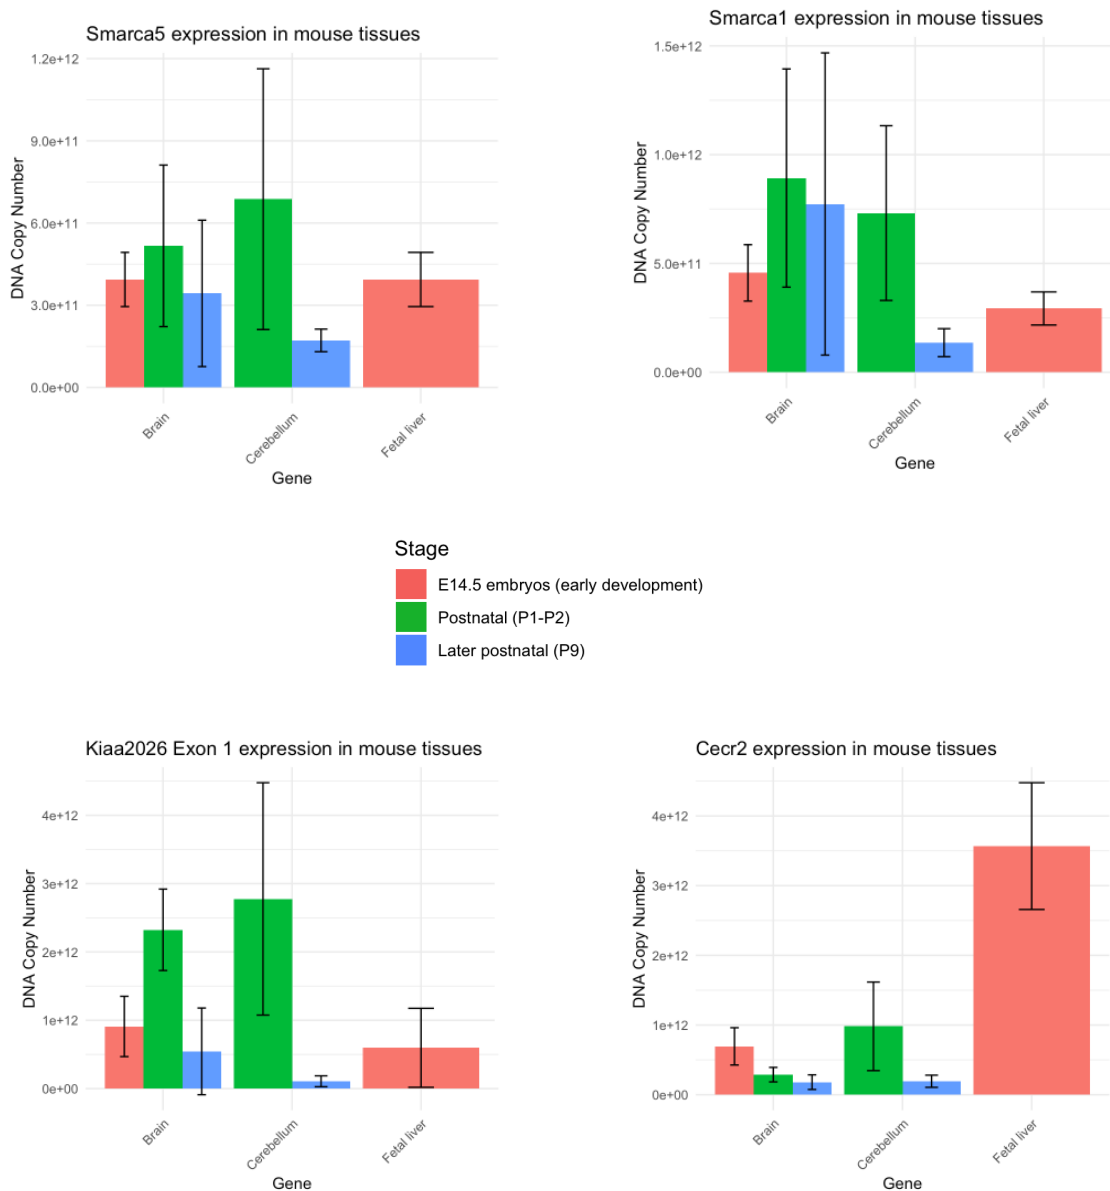 Smarca5 expression in mouse tissues
1.2e+12
9.0e+11
6.0e+11
3.0e+11
0.0e+00
DNA Copy Number
Brain
Cerebellum
Fetal liver
Gene
Smarca1 expression in mouse tissues
1.5e+12
1.0e+12
5.0e+11
0.0e+00
DNA Copy Number
Brain
Cerebellum
Fetal liver
Gene
Stage
E14.5 embryos (early development)
Postnatal (P1-P2)
Later postnatal (P9)
Kiaa2026 Exon 1 expression in mouse tissues
4e+12
3e+12
2e+12
1e+12
0e+00
DNA Copy Number
Brain
Cerebellum
Fetal liver
Gene
Cecr2 expression in mouse tissues
4e+12
3e+12
2e+12
1e+12
0e+00
DNA Copy Number
Brain
Cerebellum
Fetal liver
Gene